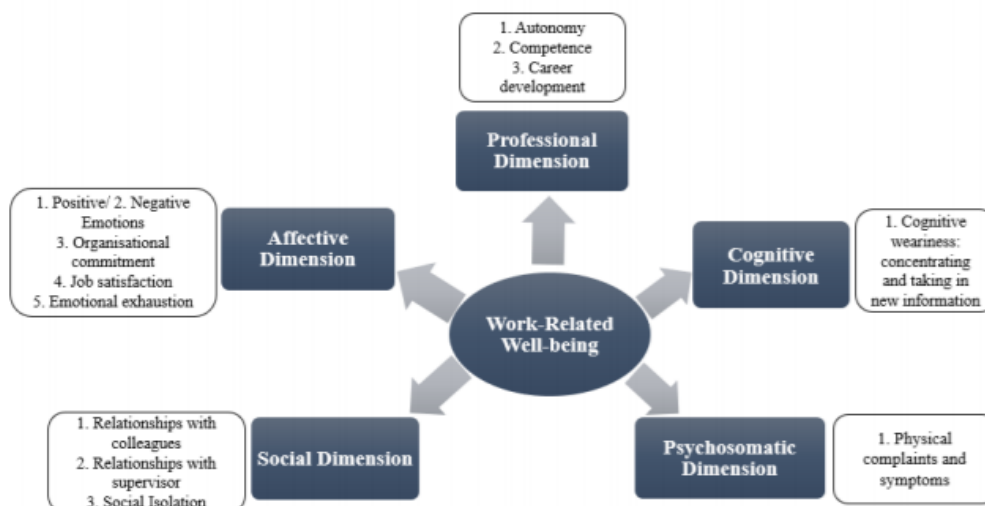 1. Autonomy
2. Competence
3. Career
development
Professional
Dimension
1. Positive/ 2. Negative
Emotions
3. Organisational
commitment
4. Job satisfaction
5. Emotional exhaustion
Affective
Dimension
Cognitive
Dimension
1. Cognitive
weariness:
concentrating
and taking in
new information
Work-Related
Well-being
1. Relationships with
colleagues
2. Relationships with
supervisor
3. Social Isolation
Social Dimension
Psychosomatic
Dimension
1. Physical
complaints and
symptoms